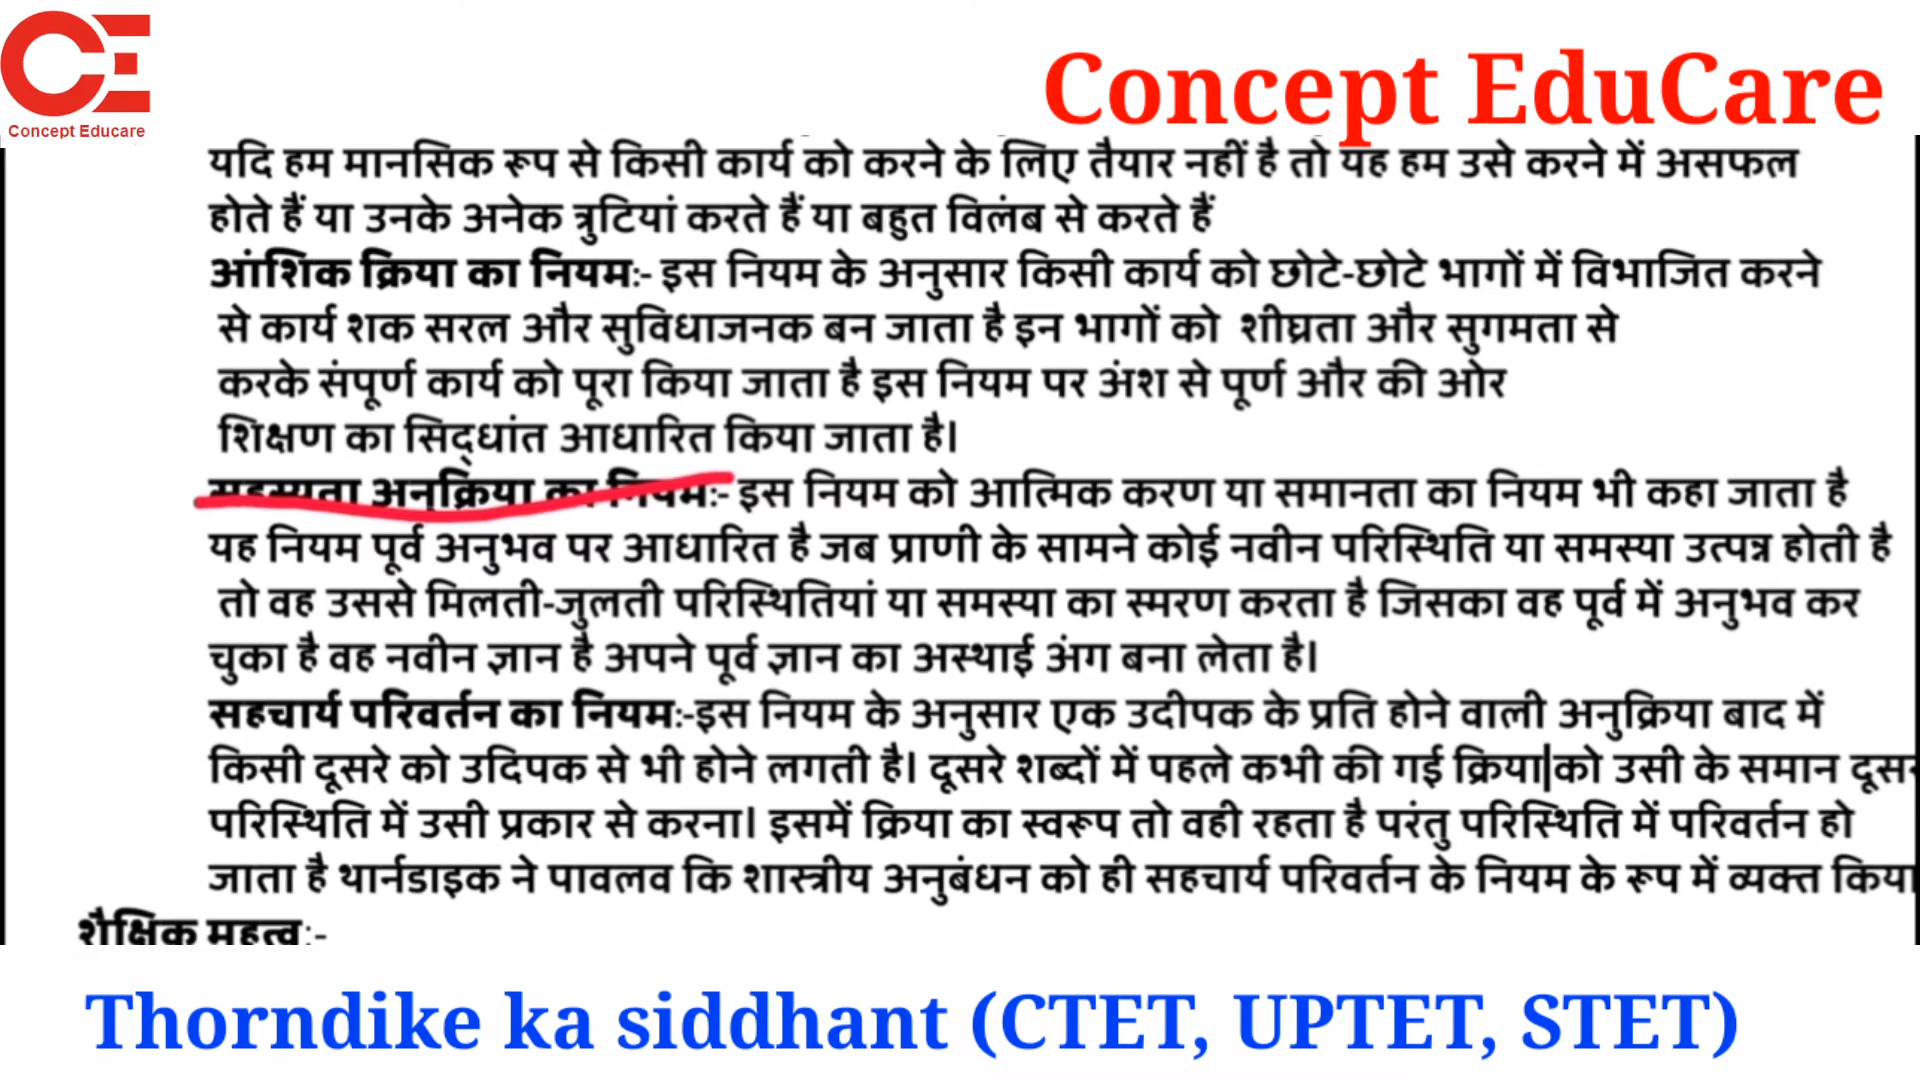 Concept Educare
Concept EduCare
यदि हम मानसिक रूप से किसी कार्य को करने के लिए तैयार नहीं है तो यह हम उसे करने में असफल
होते हैं या उनके अनेक त्रुटियां करते हैं या बहुत विलंब से करते हैं
आंशिक क्रिया का नियम:- इस नियम के अनुसार किसी कार्य को छोटे-छोटे भागों में विभाजित करने
से कार्य शक सरल और सुविधाजनक बन जाता है इन भागों को शीघ्रता और सुगमता से
करके संपूर्ण कार्य को पूरा किया जाता है इस नियम पर अंश से पूर्ण और की ओर
शिक्षण का सिद्धांत आधारित किया जाता है।
अनुक्रिया का नियम:- इस नियम को आत्मिक करण या समानता का नियम भी कहा जाता है
यह नियम पूर्व अनुभव पर आधारित है जब प्राणी के सामने कोई नवीन परिस्थिति या समस्या उत्पन्न होती है
तो वह उससे मिलती-जुलती परिस्थितियां या समस्या का स्मरण करता है जिसका वह पूर्व में अनुभव कर
चुका है वह नवीन ज्ञान है अपने पूर्व ज्ञान का अस्थाई अंग बना लेता है।
सहचार्य परिवर्तन का नियम:-इस नियम के अनुसार एक उदीपक के प्रति होने वाली अनुक्रिया बाद में
किसी दूसरे को उदिपक से भी होने लगती है। दूसरे शब्दों में पहले कभी की गई क्रिया को उसी के समान
परिस्थिति में उसी प्रकार से करना। इसमें क्रिया का स्वरूप तो वही रहता है परंतु परिस्थिति में परिवर्तन हो
जाता है थार्नडाइक ने पावलव कि शास्त्रीय अनुबंधन को ही सहचार्य परिवर्तन के नियम के रूप में व्यक्त किया
शैक्षिक महत्व:-
Thorndike ka siddhant (CTET, UPTET, STET)